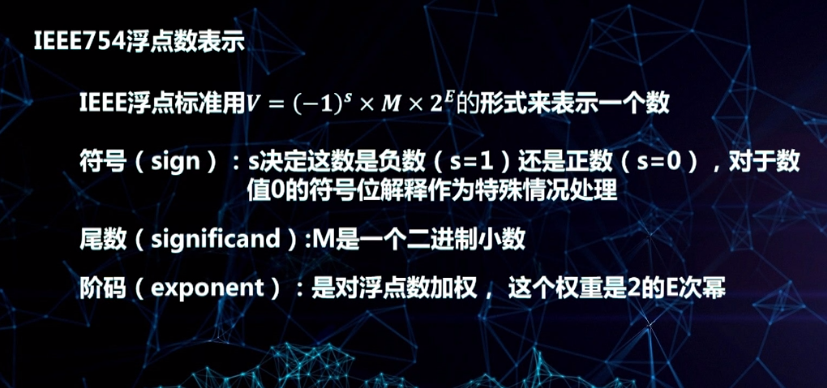 IEEE754浮点数表示
IEEE浮点标准用V = (−1)ˢ × M × 2ᴱ的形式来表示一个数
符号（sign）：s决定这数是负数（s=1）还是正数（s=0），对于数
值0的符号位解释作为特殊情况处理
尾数（significand）:M是一个二进制小数
阶码（exponent）：是对浮点数加权， 这个权重是2的E次幂